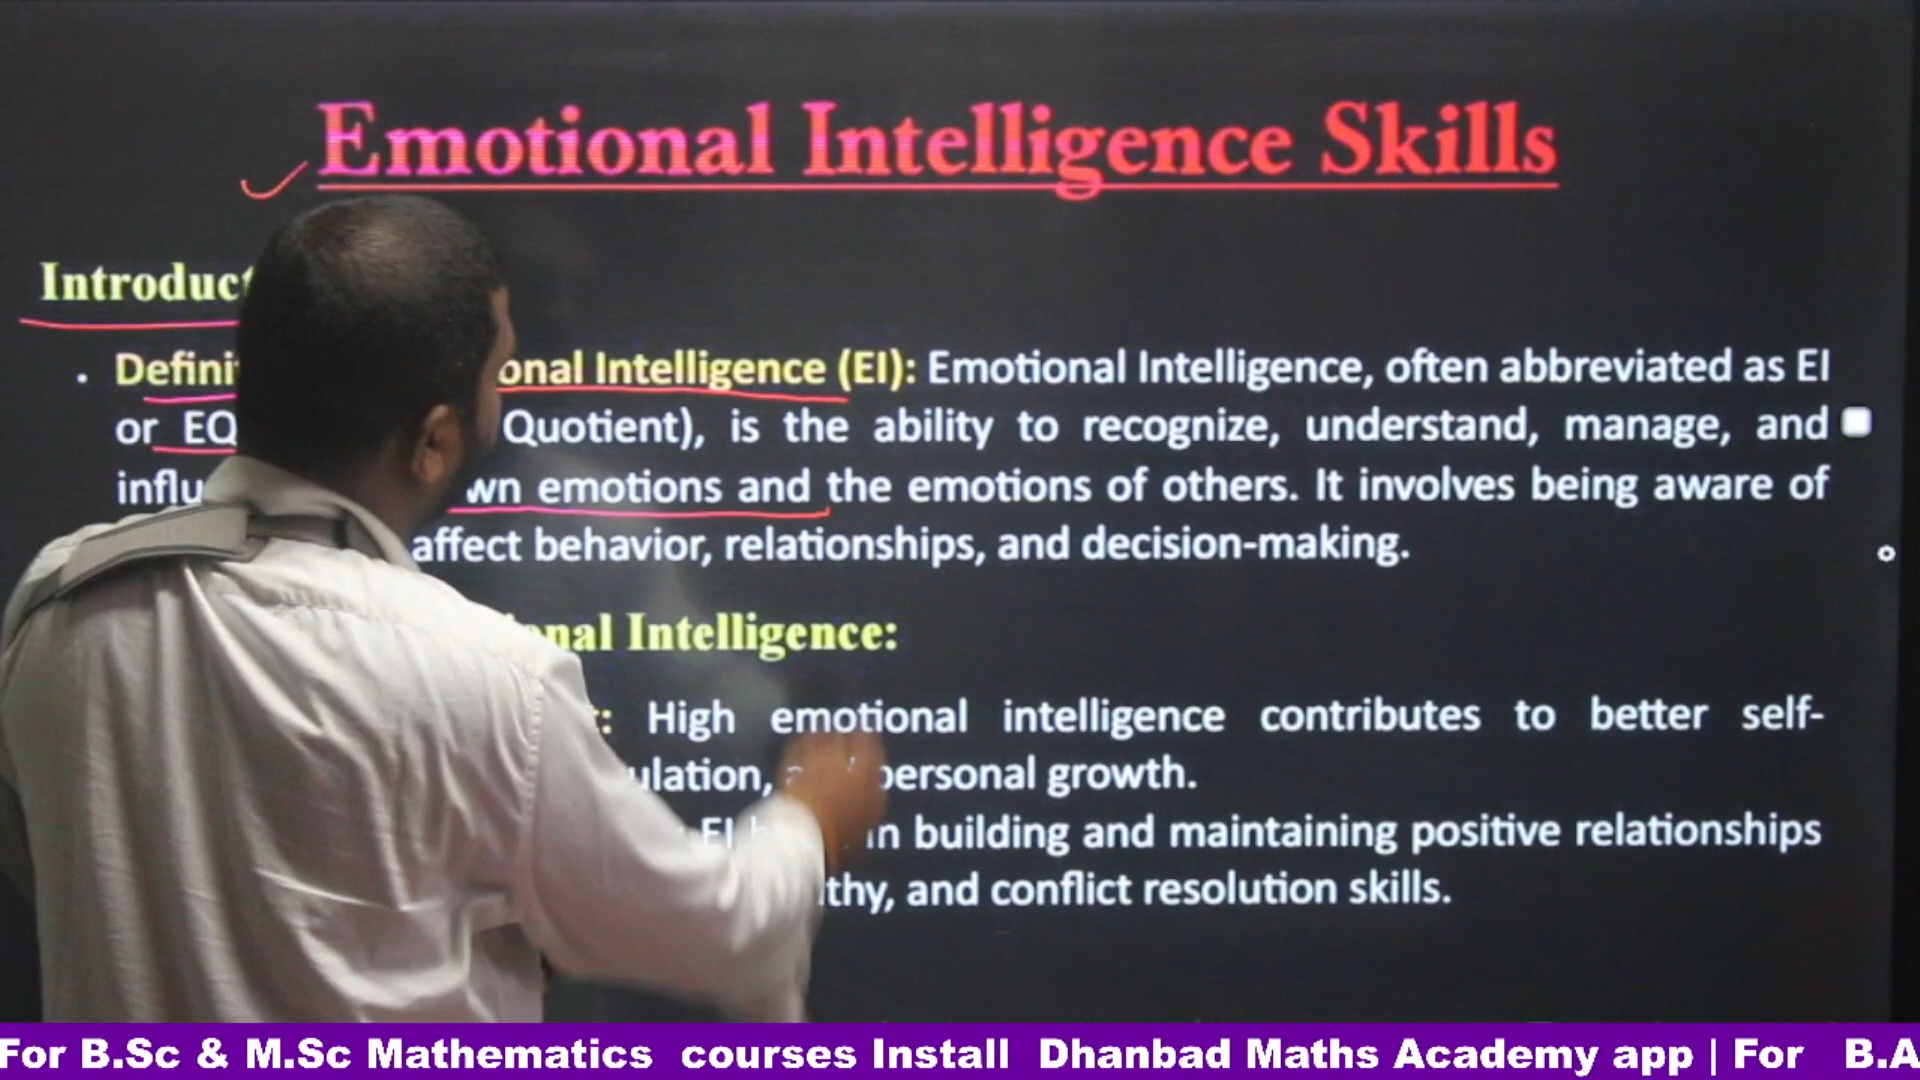 Emotional Intelligence Skills
Introduct
. Defini onal Intelligence (EI): Emotional Intelligence, often abbreviated as EI
or EQ Quotient), is the ability to recognize, understand, manage, and
influ wn emotions and the emotions of others. It involves being aware of
affect behavior, relationships, and decision-making.
onal Intelligence:
: High emotional intelligence contributes to better self-
ulation, personal growth.
EI in building and maintaining positive relationships
thy, and conflict resolution skills.
For B.Sc & M.Sc Mathematics courses Install Dhanbad Maths Academy app | For B.A